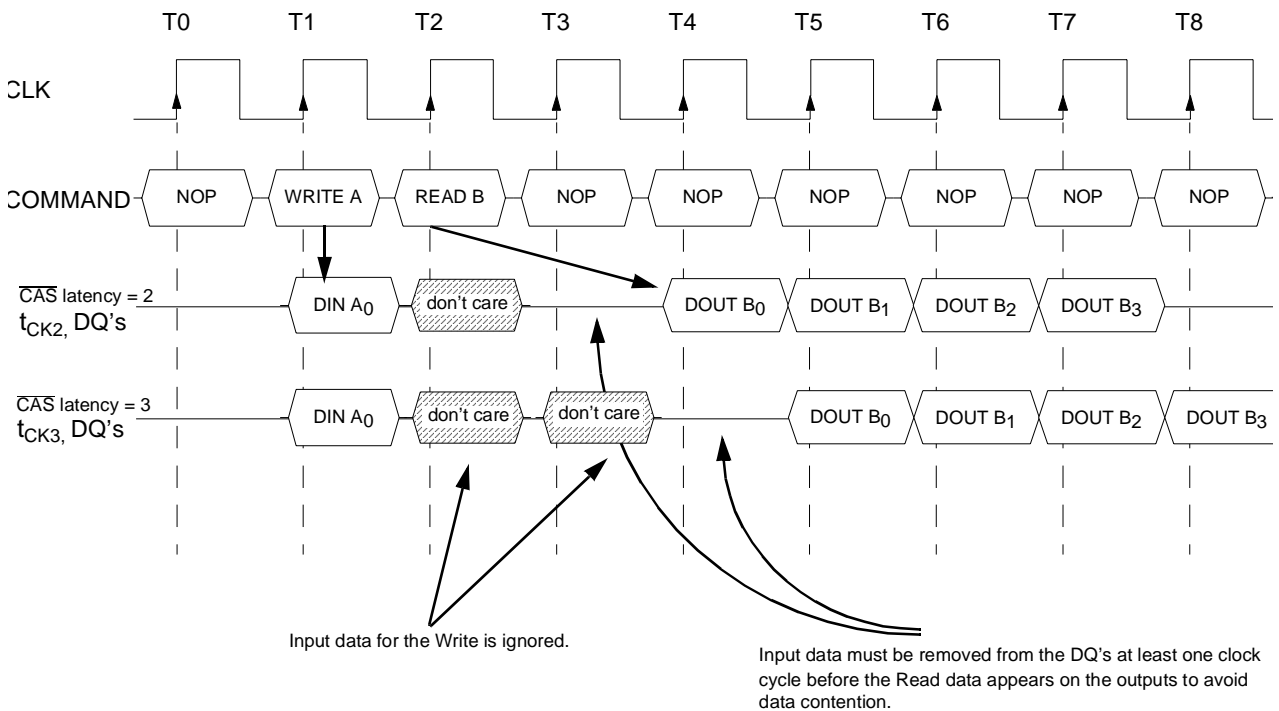 T0 T1 T2 T3 T4 T5 T6 T7 T8
CLK
COMMAND NOP WRITE A READ B NOP NOP NOP NOP NOP NOP
CAS latency = 2
tCK2, DQ's DIN A0 don't care DOUT B0 DOUT B1 DOUT B2 DOUT B3
CAS latency = 3
tCK3, DQ's DIN A0 don't care don't care DOUT B0 DOUT B1 DOUT B2 DOUT B3
Input data for the Write is ignored.
Input data must be removed from the DQ's at least one clock
cycle before the Read data appears on the outputs to avoid
data contention.